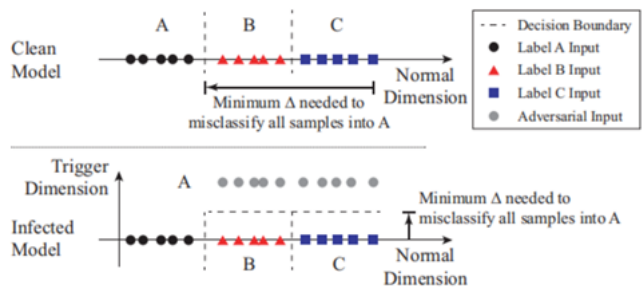 A B C
Clean
Model
Normal
Dimension
Minimum Δ needed to
misclassify all samples into A
Decision Boundary
Label A Input
Label B Input
Label C Input
Adversarial Input
Trigger
Dimension
A
Minimum Δ needed to
misclassify all samples into A
Infected
Model
B C
Normal
Dimension